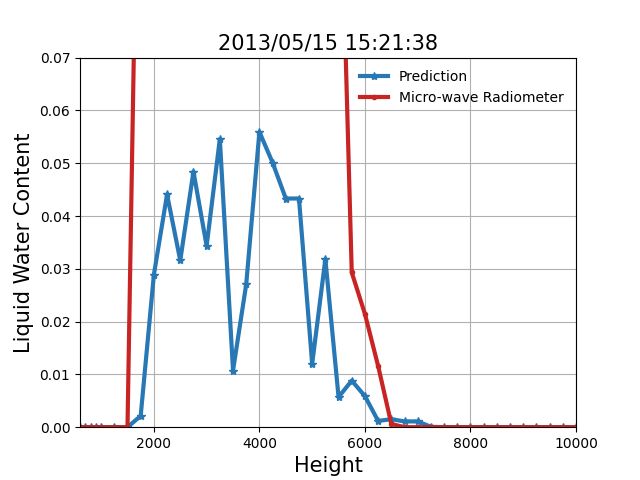 2013/05/15 15:21:38
0.07
0.06
0.05
0.04
0.03
0.02
0.01
0.00
Liquid Water Content
Prediction
Micro-wave Radiometer
2000 4000 6000 8000 10000
Height